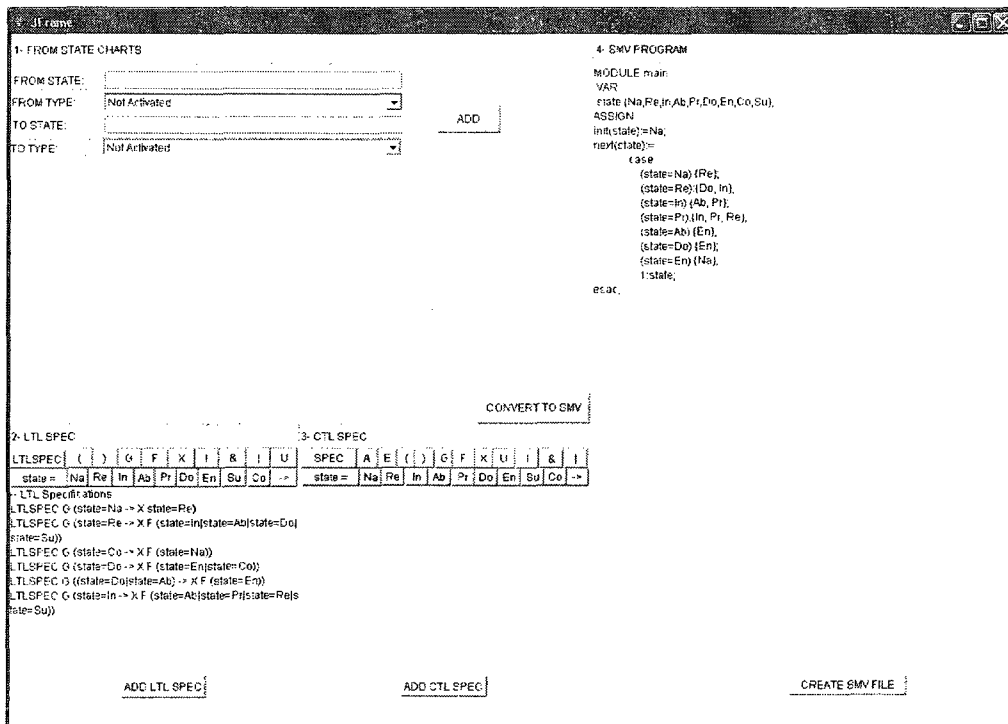 JFrame
1- FROM STATE CHARTS
FROM STATE:
FROM TYPE: Not Activated
TO STATE:
TO TYPE: Not Activated
ADD
CONVERT TO SMV
4- SMV PROGRAM
MODULE main
VAR
state {Na,Re,In,Ab,Pr,Do,En,Co,Su};
ASSIGN
init(state):=Na;
next(state):=
case
(state=Na):{Re};
(state=Re):{Do, In};
(state=In):{Ab, Pr};
(state=Pr):{In, Pr, Re};
(state=Ab):{En};
(state=Do):{En};
(state=En):{Na};
1:state;
esac;
2- LTL SPEC
LTLSPEC ( ) G F X ! & | U
state = Na Re In Ab Pr Do En Su Co ->
3- CTL SPEC
SPEC A E ( ) G F X U ! & |
state = Na Re In Ab Pr Do En Su Co ->
-- LTL Specifications
LTLSPEC G (state=Na -> X state=Re)
LTLSPEC G (state=Re -> X F (state=In|state=Ab|state=Do|
state=Su))
LTLSPEC G (state=Co -> X F (state=Na))
LTLSPEC G (state=Do -> X F (state=En|state=Co))
LTLSPEC G ((state=Do|state=Ab) -> X F (state=En))
LTLSPEC G (state=In -> X F (state=Ab|state=Pr|state=Re|s
tate=Su))
ADD LTL SPEC
ADD CTL SPEC
CREATE SMV FILE